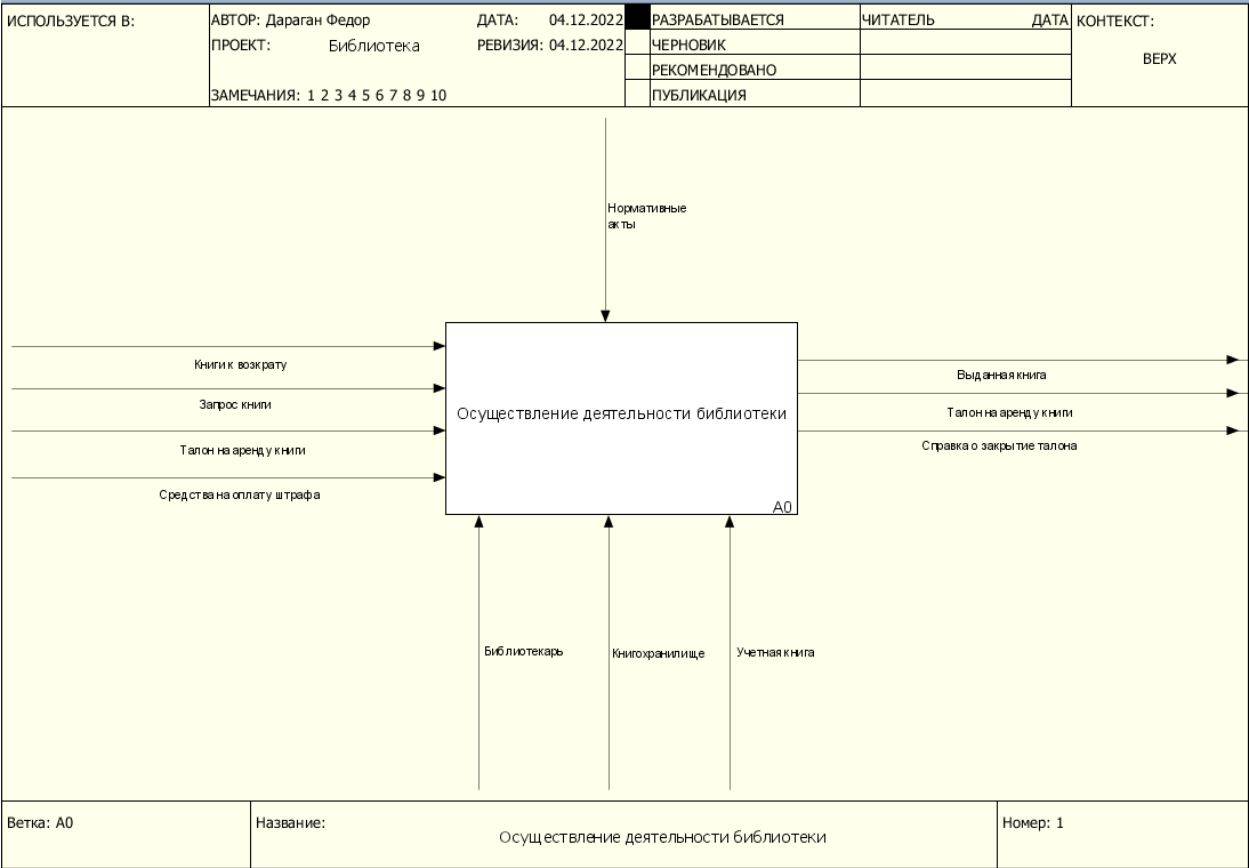 ИСПОЛЬЗУЕТСЯ В:
АВТОР: Дараган Федор
ДАТА: 04.12.2022
РАЗРАБАТЫВАЕТСЯ
ЧИТАТЕЛЬ
ДАТА
КОНТЕКСТ:
ПРОЕКТ: Библиотека
РЕВИЗИЯ: 04.12.2022
ЧЕРНОВИК
ВЕРХ
РЕКОМЕНДОВАНО
ЗАМЕЧАНИЯ: 1 2 3 4 5 6 7 8 9 10
ПУБЛИКАЦИЯ
Нормативные
акты
Книги к возкрату
Запрос книги
Талон на аренду книги
Средства на оплату штрафа
Осуществление деятельности библиотеки
A0
Выданная книга
Талон на аренду книги
Справка о закрытие талона
Библиотекарь
Книгохранилище
Учетная книга
Ветка: A0
Название:
Осуществление деятельности библиотеки
Номер: 1